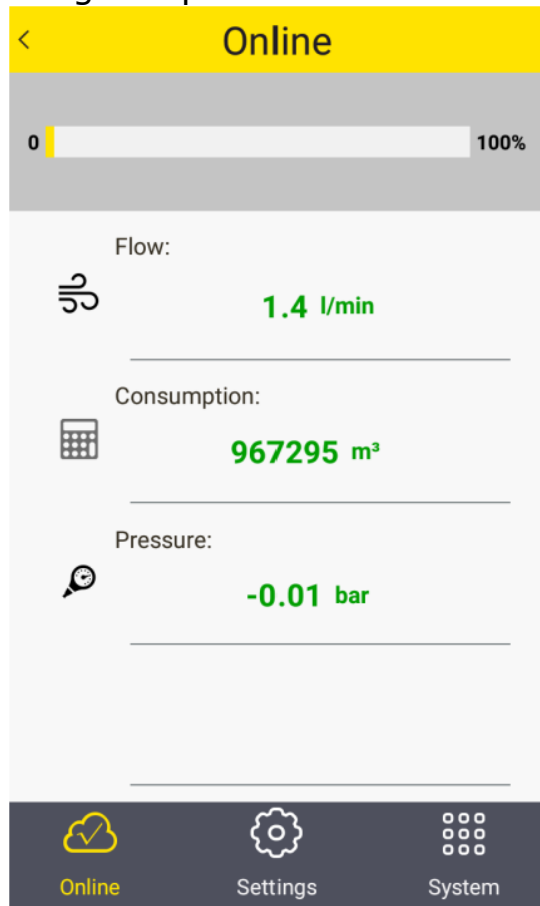 Online
0 100%
Flow:
1.4 l/min
Consumption:
967295 m³
Pressure:
-0.01 bar
Online Settings System